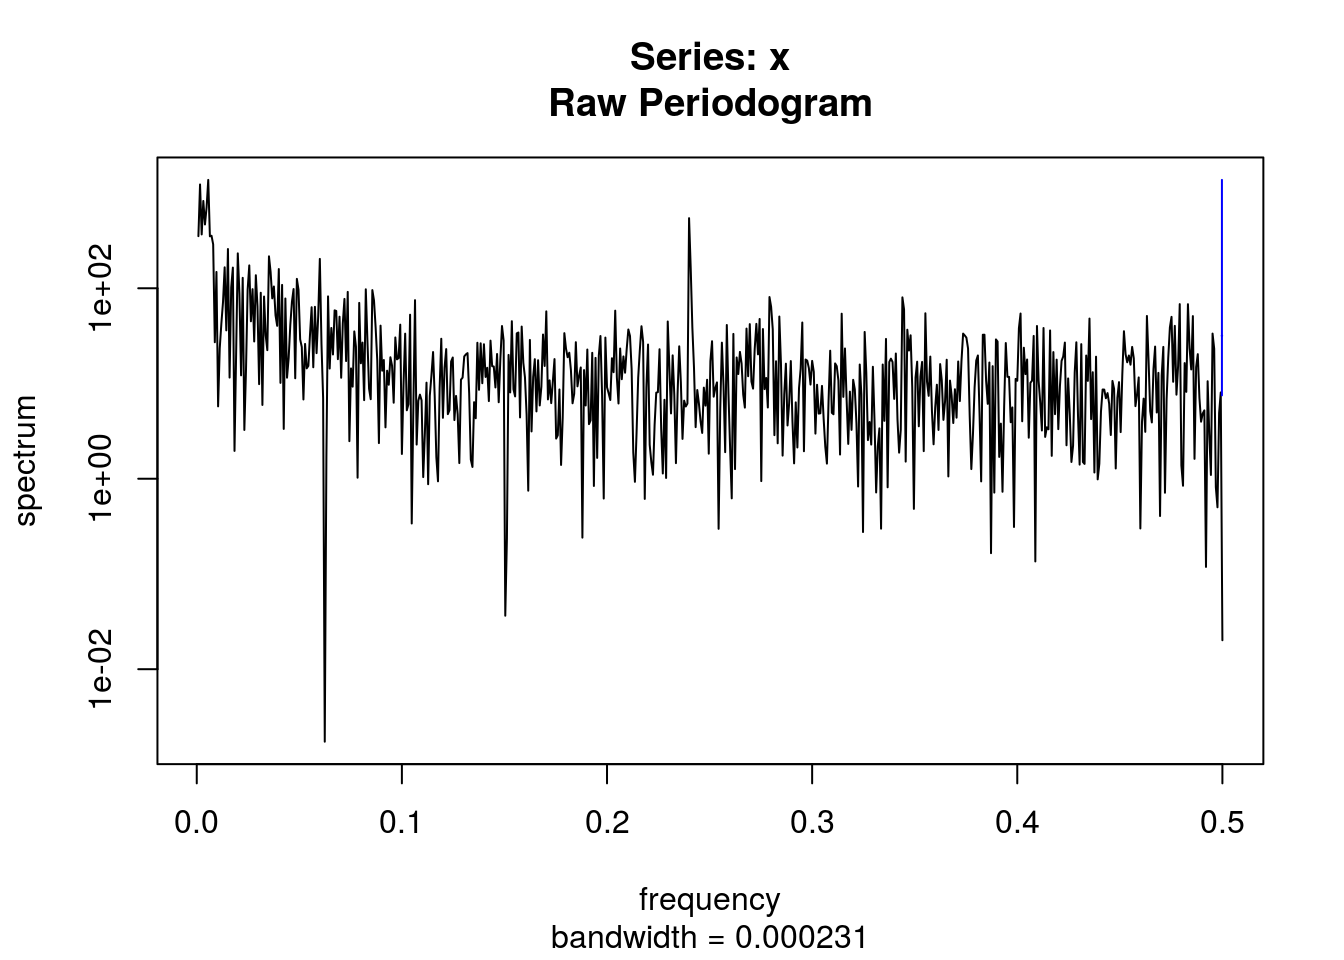 Series: x
Raw Periodogram
spectrum
1e+02
1e+00
1e-02
0.0 0.1 0.2 0.3 0.4 0.5
frequency
bandwidth = 0.000231